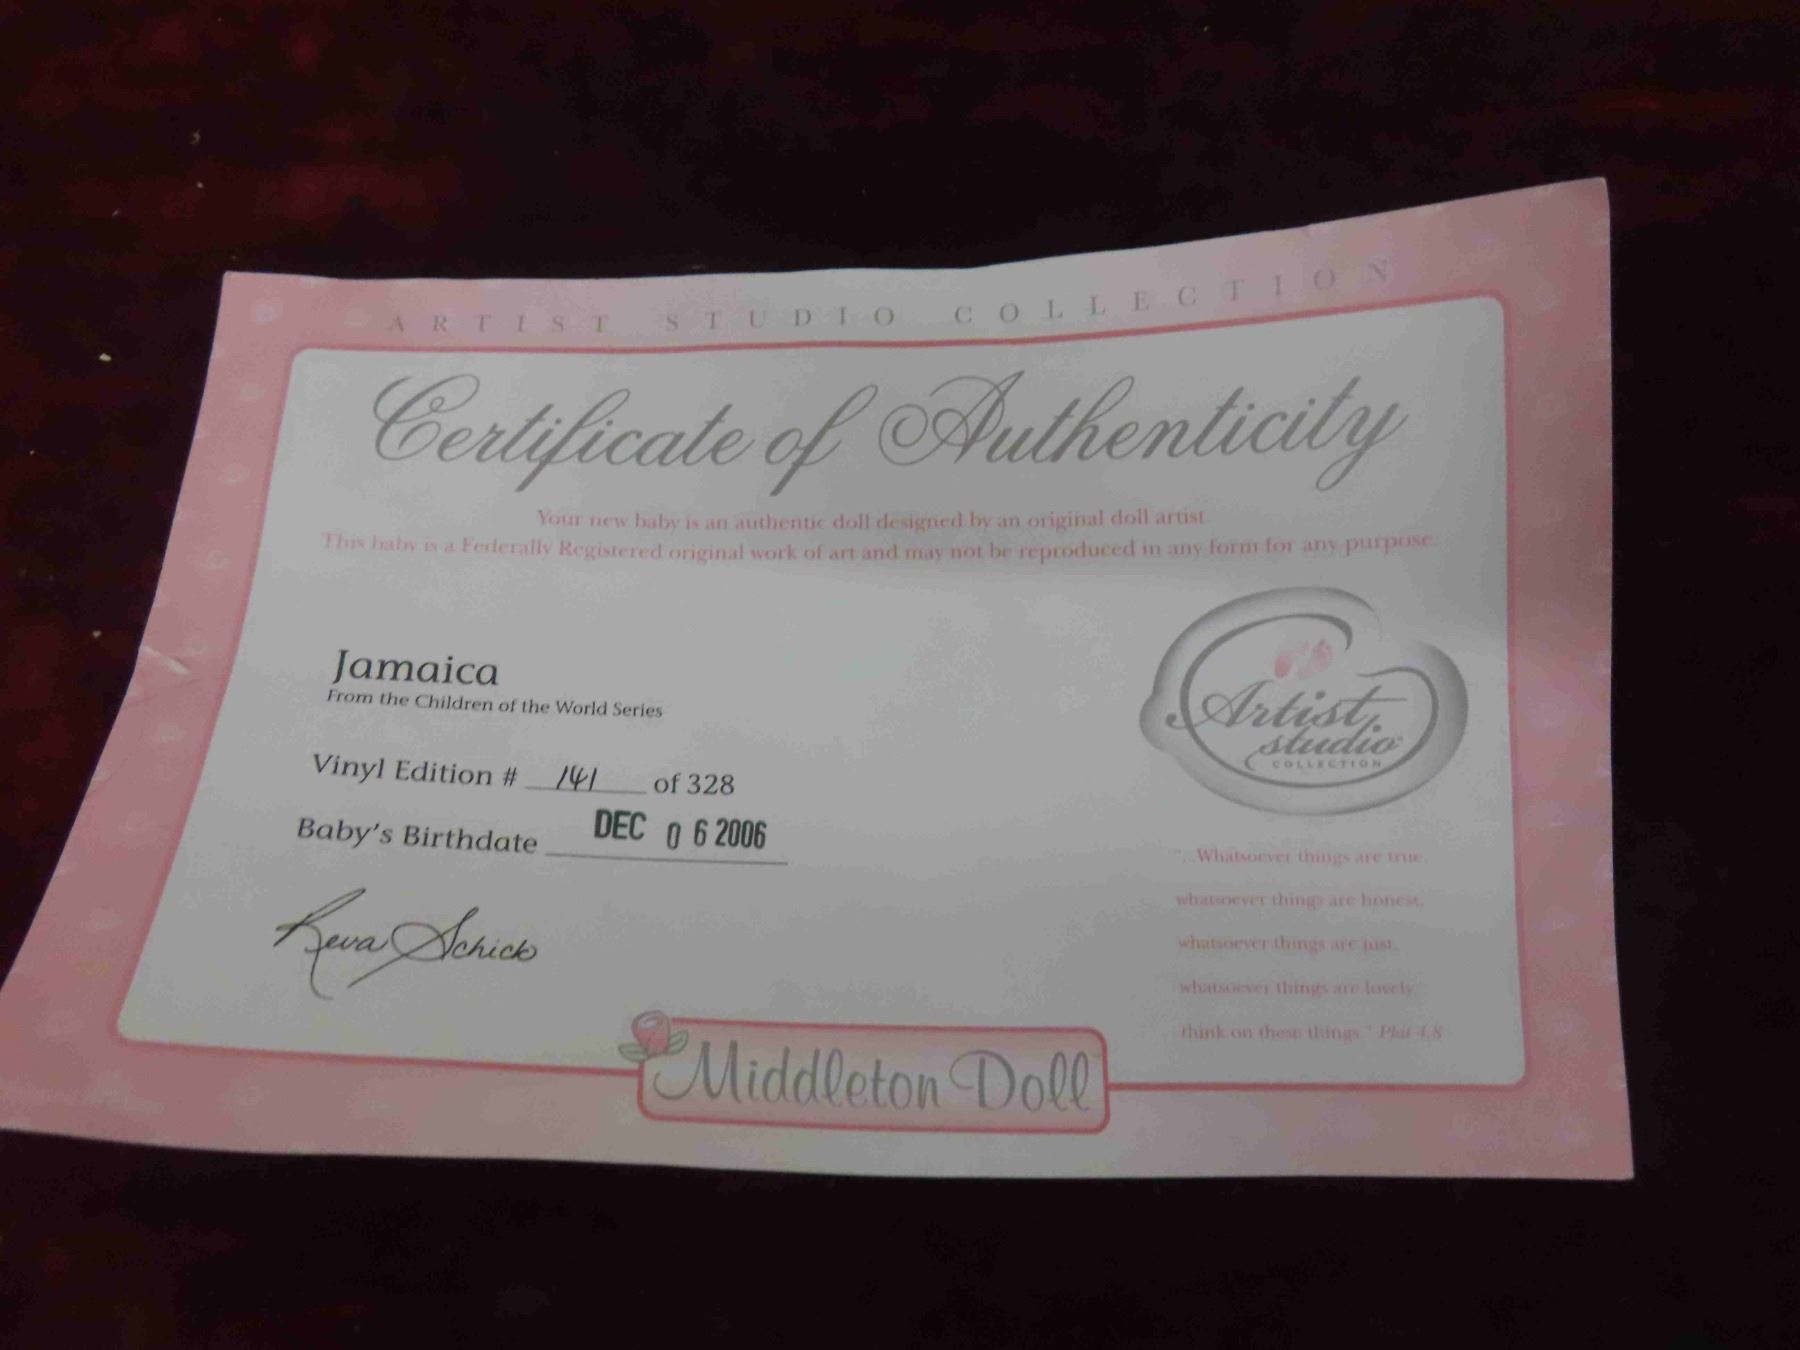 ARTIST STUDIO COLLECTION
Certificate of Authenticity
Your new baby is an authentic doll designed by an original doll artist.
This baby is a Federally Registered original work of art and may not be reproduced in any form for any purpose.
Jamaica
From the Children of the World Series
Vinyl Edition # 141 of 328
Baby's Birthdate DEC 06 2006
Reva Schick
Artist
studio
COLLECTION
"...Whatsoever things are true,
whatsoever things are honest,
whatsoever things are just,
whatsoever things are lovely,
think on these things." Phil 4:8
Middleton Doll